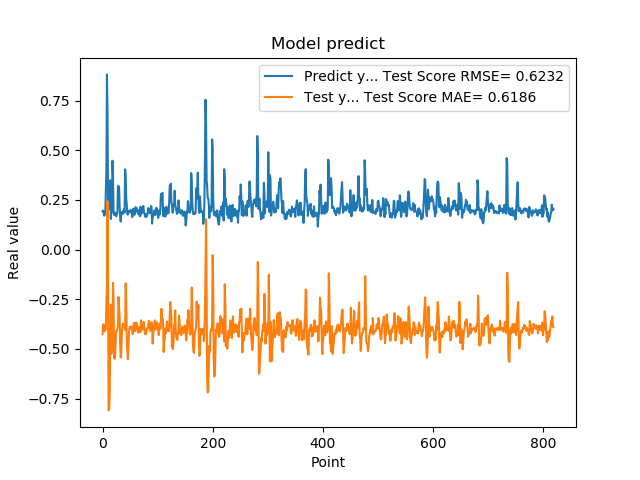 Model predict
Predict y... Test Score RMSE= 0.6232
Test y... Test Score MAE= 0.6186
Real value
0.75
0.50
0.25
0.00
−0.25
−0.50
−0.75
0 200 400 600 800
Point